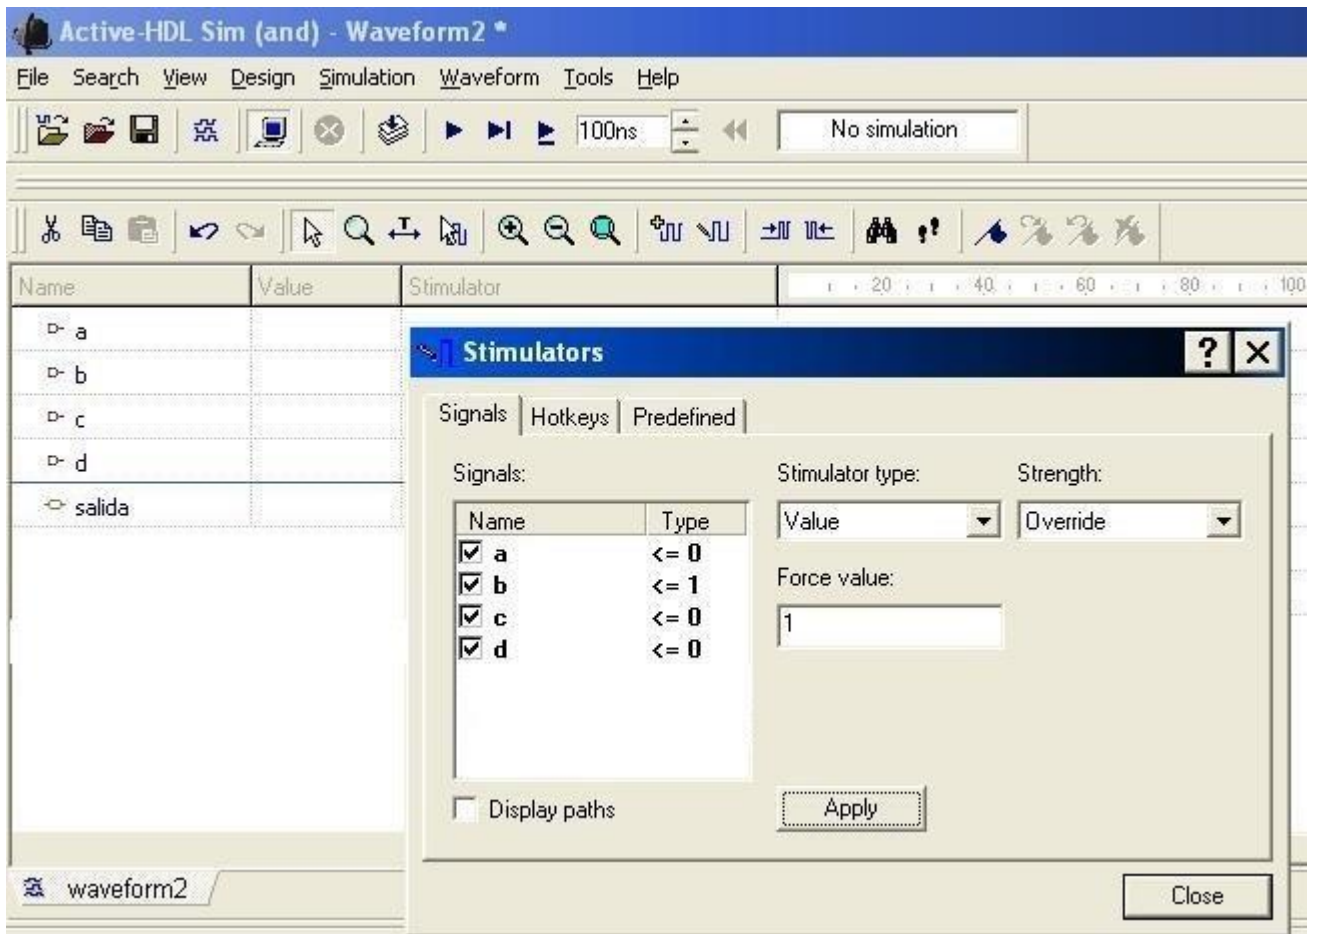 Active-HDL Sim (and) - Waveform2 *
File Search View Design Simulation Waveform Tools Help
100ns No simulation
Name Value Stimulator 20 40 60 80 100
a
b
c
d
salida
Stimulators
Signals Hotkeys Predefined
Signals: Stimulator type: Strength:
Name Type Value Override
a <= 0
b <= 1 Force value:
c <= 0 1
d <= 0
Display paths Apply
waveform2 Close